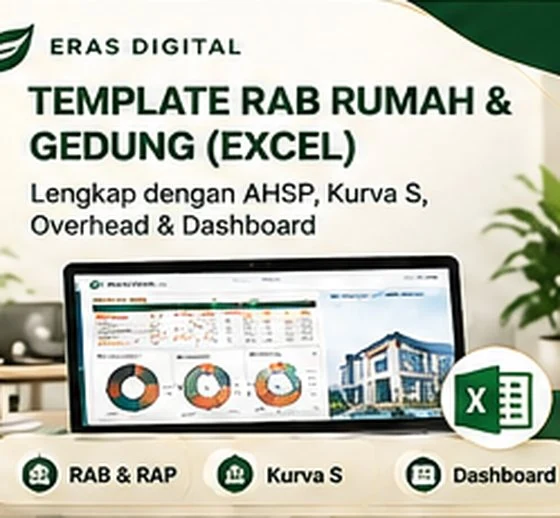 ERAS DIGITAL
TEMPLATE RAB RUMAH &
GEDUNG (EXCEL)
Lengkap dengan AHSP, Kurva S,
Overhead & Dashboard
X
RAB & RAP
Kurva S
Dashboard